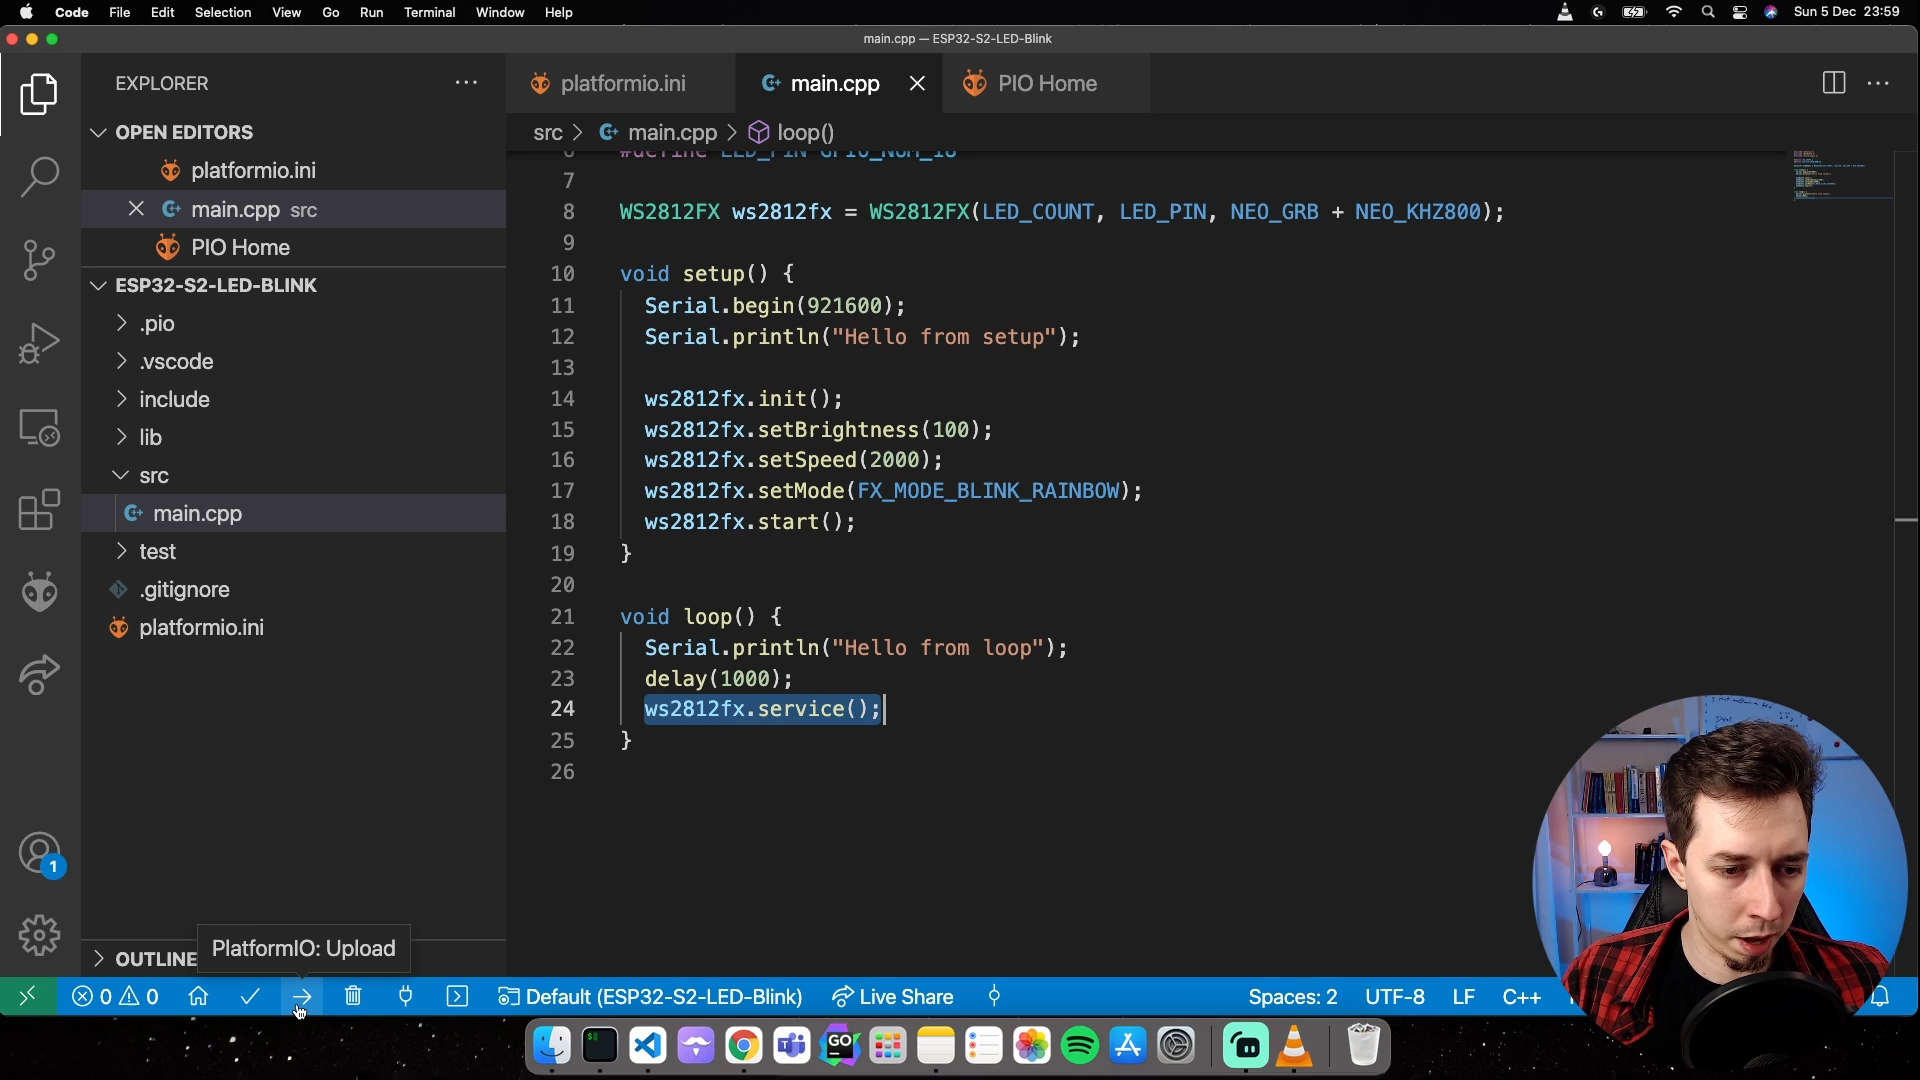 Code File Edit Selection View Go Run Terminal Window Help
Sun 5 Dec 23:59
main.cpp — ESP32-S2-LED-Blink
EXPLORER
OPEN EDITORS
platformio.ini
main.cpp src
PIO Home
ESP32-S2-LED-BLINK
.pio
.vscode
include
lib
src
main.cpp
test
.gitignore
platformio.ini
OUTLINE
PlatformIO: Upload
platformio.ini
main.cpp
PIO Home
src > main.cpp > loop()
6 #define LED_PIN GPIO_NUM_18
7
8 WS2812FX ws2812fx = WS2812FX(LED_COUNT, LED_PIN, NEO_GRB + NEO_KHZ800);
9
10 void setup() {
11 Serial.begin(921600);
12 Serial.println("Hello from setup");
13
14 ws2812fx.init();
15 ws2812fx.setBrightness(100);
16 ws2812fx.setSpeed(2000);
17 ws2812fx.setMode(FX_MODE_BLINK_RAINBOW);
18 ws2812fx.start();
19 }
20
21 void loop() {
22 Serial.println("Hello from loop");
23 delay(1000);
24 ws2812fx.service();
25 }
26
1
0 0
Default (ESP32-S2-LED-Blink)
Live Share
Spaces: 2 UTF-8 LF C++
GO